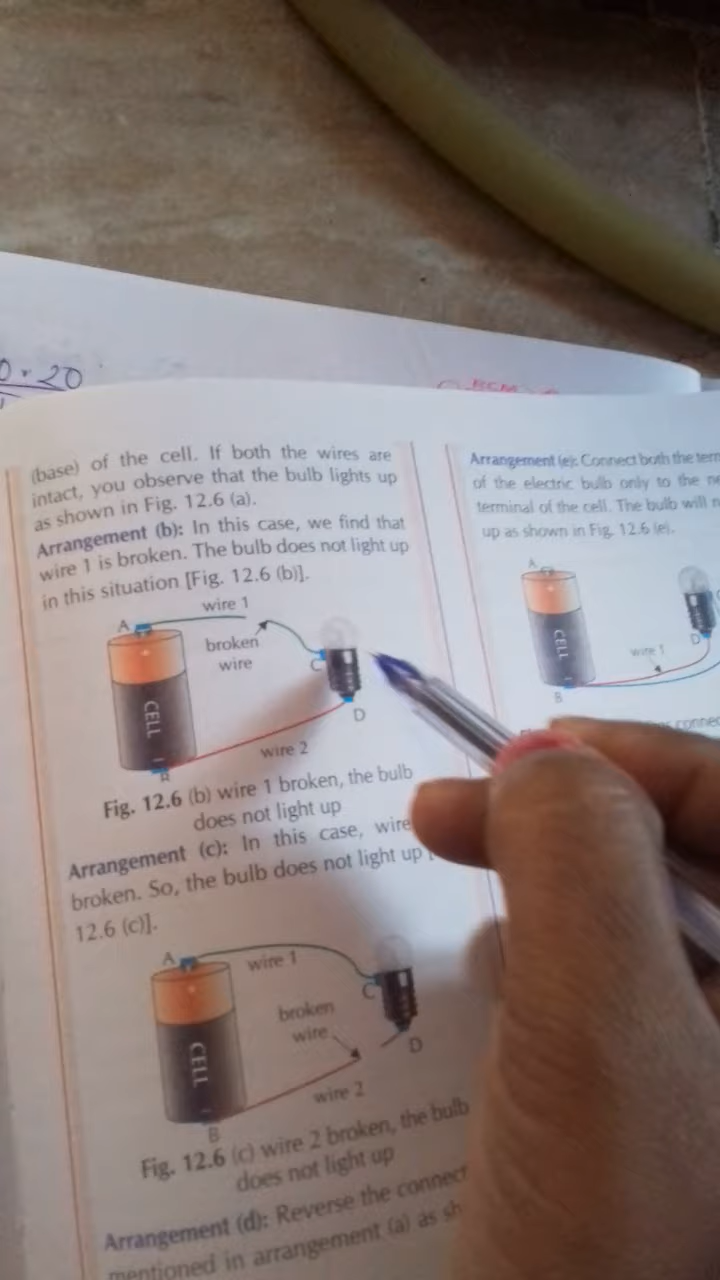 0. 20
(base) of the cell. If both the wires are
intact, you observe that the bulb lights up
as shown in Fig. 12.6 (a).
Arrangement (b): In this case, we find that
wire 1 is broken. The bulb does not light up
in this situation [Fig. 12.6 (b)].
A
wire 1
broken
wire
C
CELL
D
wire 2
B
Fig. 12.6 (b) wire 1 broken, the bulb
does not light up
Arrangement (c): In this case, wire
broken. So, the bulb does not light up
12.6 (c)].
A
wire 1
C
broken
wire
CELL
D
wire 2
B
Fig. 12.6 (c) wire 2 broken, the bulb
does not light up
Arrangement (d): Reverse the
mentioned in arrangement (a) as
Arrangement (e): Connect both the
of the electric bulb only to the
terminal of the cell. The bulb will
up as shown in Fig. 12.6 (e).
A
CELL
D
wire 1
B